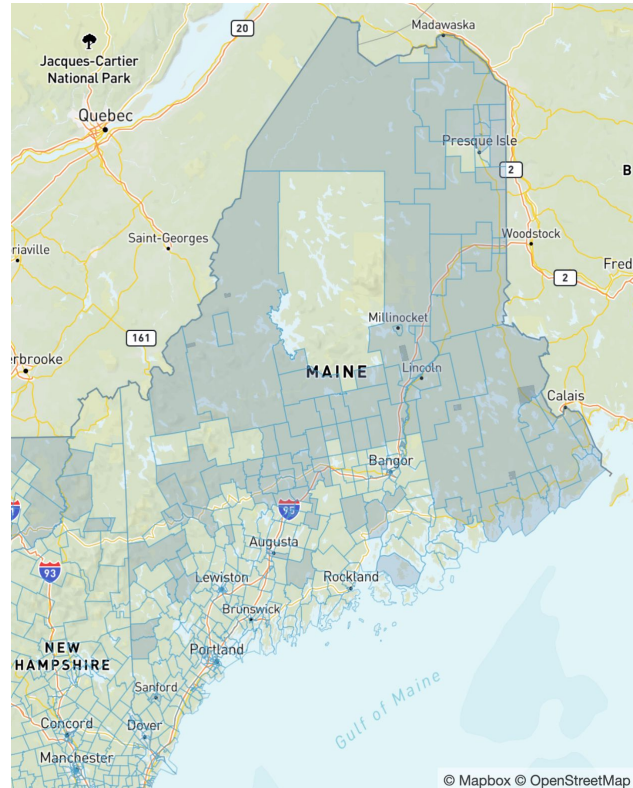 Madawaska
20
Jacques-Cartier
National Park
Quebec
Presque Isle
2
B
Woodstock
Saint-Georges
riaville
Fred
2
Millinocket
161
erbrooke
MAINE
Lincoln
Calais
Bangor
95
Augusta
93
Lewiston
Rockland
Brunswick
NEW
HAMPSHIRE
Portland
Sanford
Gulf of Maine
Concord
Dover
Manchester
© Mapbox © OpenStreetMap